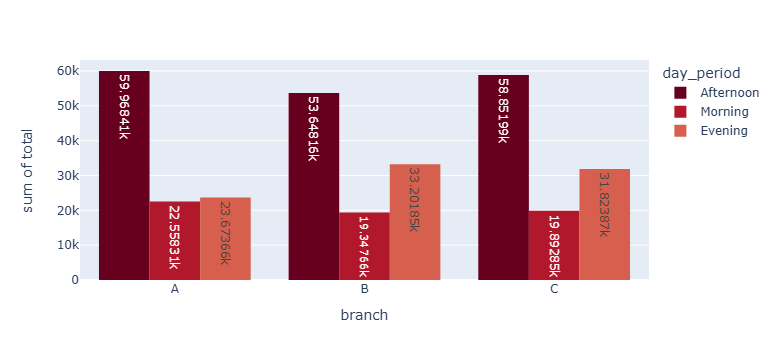 60k
50k
40k
30k
20k
10k
0
sum of total
59.96841k
22.55831k
23.67366k
53.64816k
19.34766k
33.20185k
58.85199k
19.89285k
31.82387k
A
B
C
branch
day_period
Afternoon
Morning
Evening